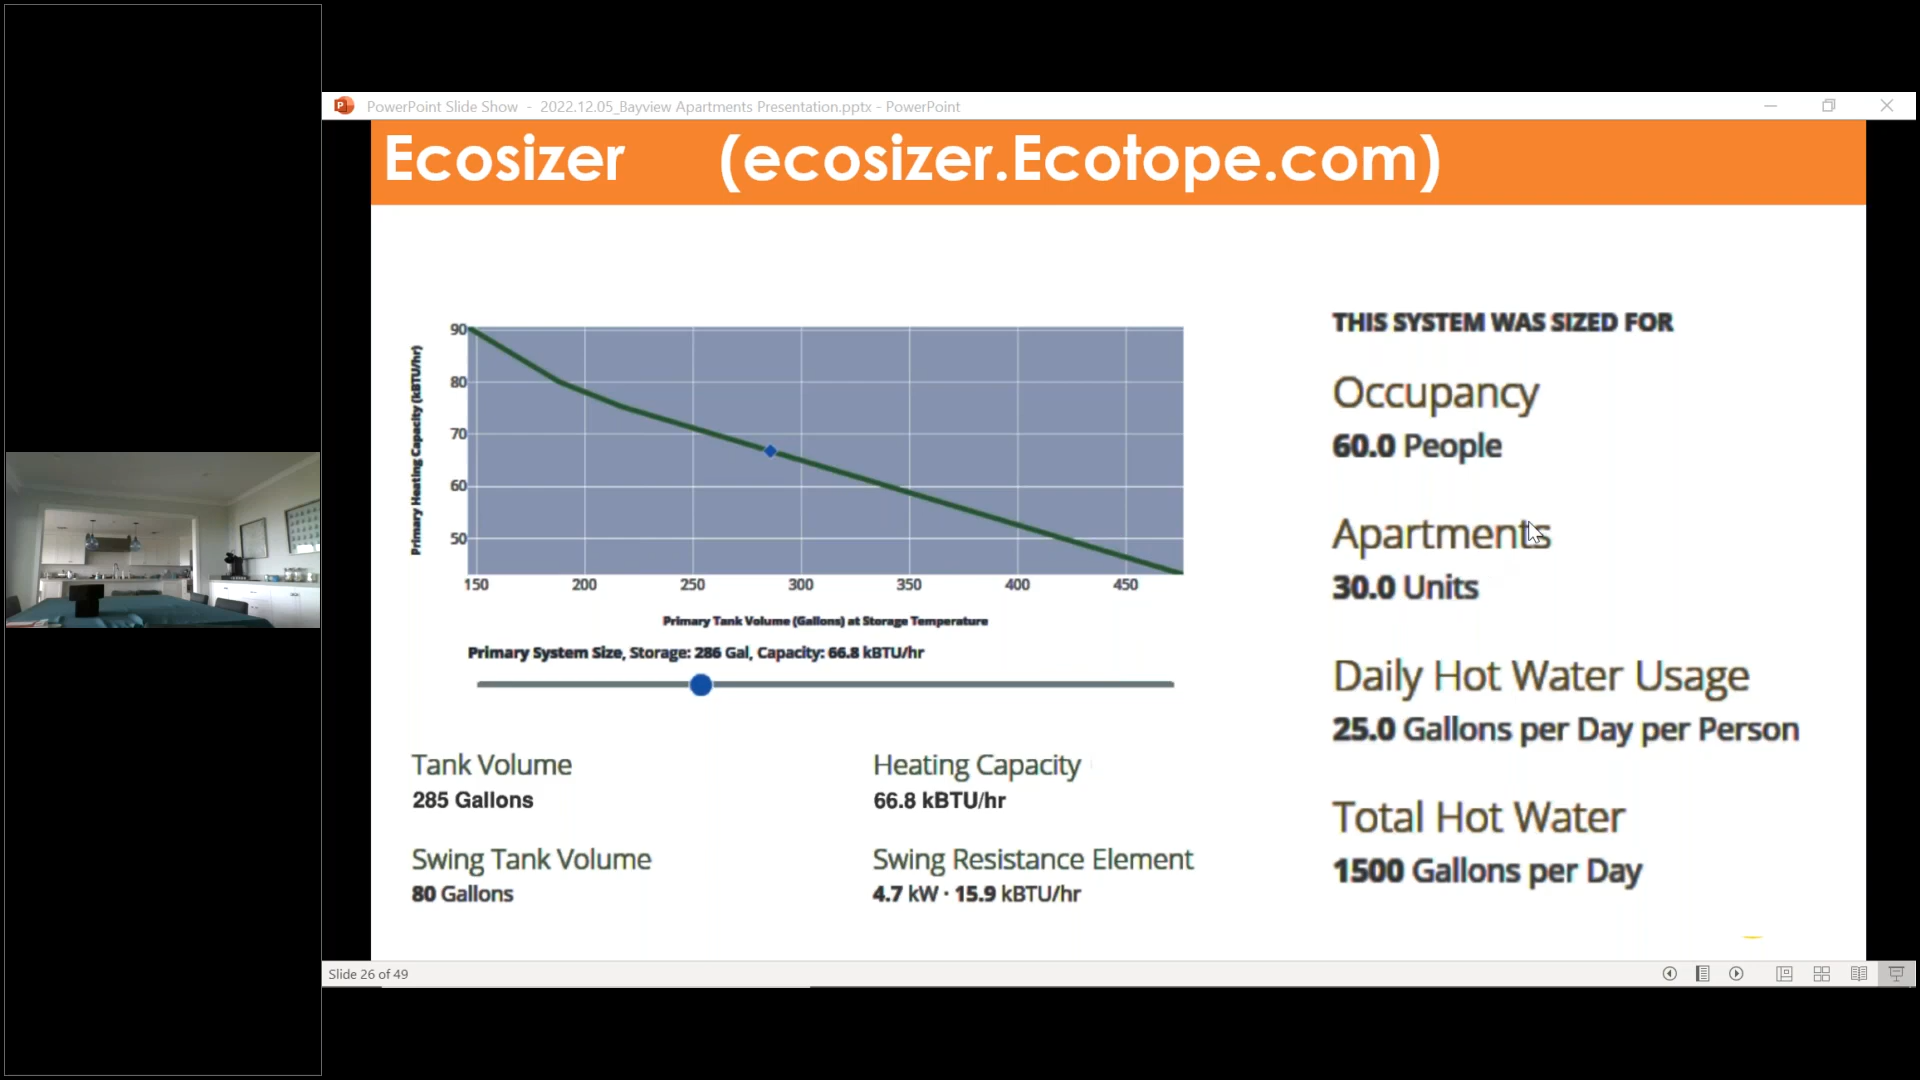 PowerPoint Slide Show - 2022.12.05_Bayview Apartments Presentation.pptx - PowerPoint
Ecosizer (ecosizer.Ecotope.com)
Primary Heating Capacity (kBTU/hr)
90
80
70
60
50
150 200 250 300 350 400 450
Primary Tank Volume (Gallons) at Storage Temperature
Primary System Size, Storage: 286 Gal, Capacity: 66.8 kBTU/hr
Tank Volume
285 Gallons
Heating Capacity
66.8 kBTU/hr
Swing Tank Volume
80 Gallons
Swing Resistance Element
4.7 kW · 15.9 kBTU/hr
THIS SYSTEM WAS SIZED FOR
Occupancy
60.0 People
Apartments
30.0 Units
Daily Hot Water Usage
25.0 Gallons per Day per Person
Total Hot Water
1500 Gallons per Day
Slide 26 of 49